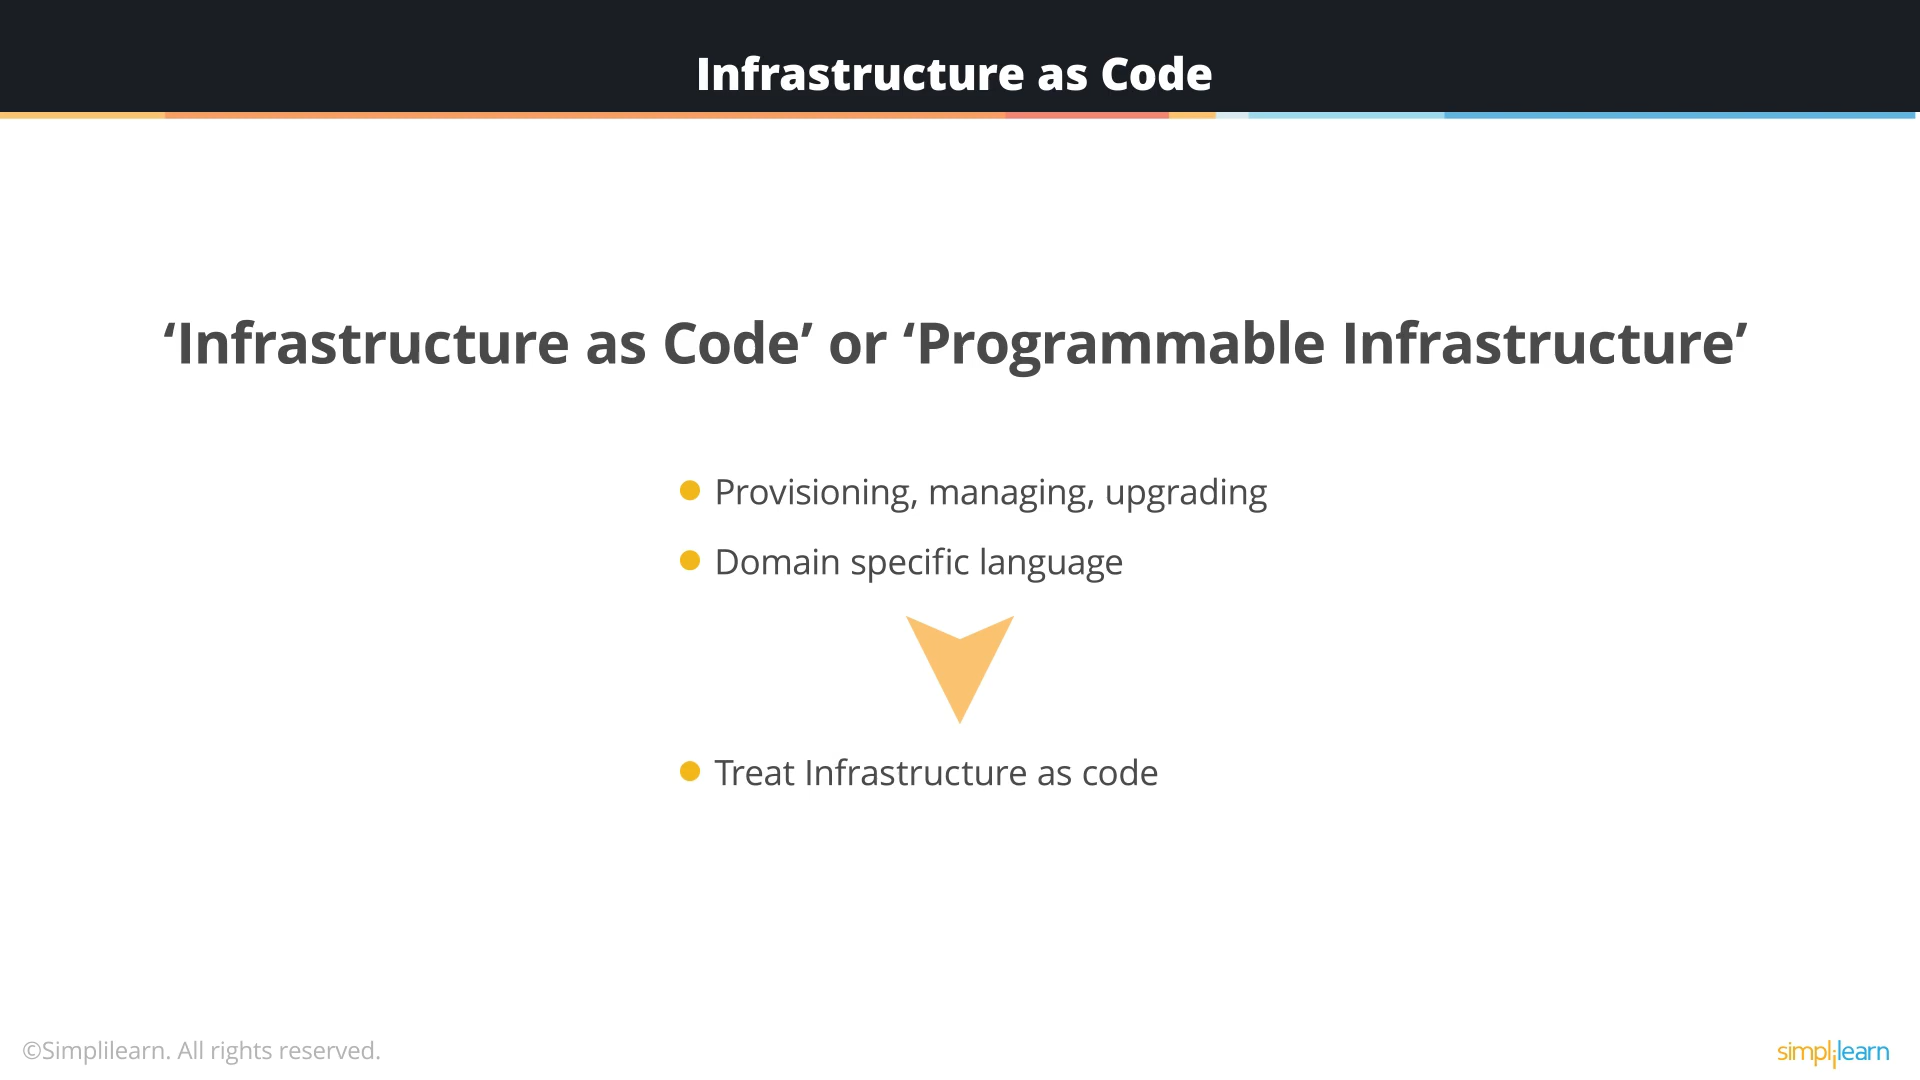 Infrastructure as Code
‘Infrastructure as Code’ or ‘Programmable Infrastructure’
Provisioning, managing, upgrading
Domain specific language
Treat Infrastructure as code
©Simplilearn. All rights reserved.
simplilearn